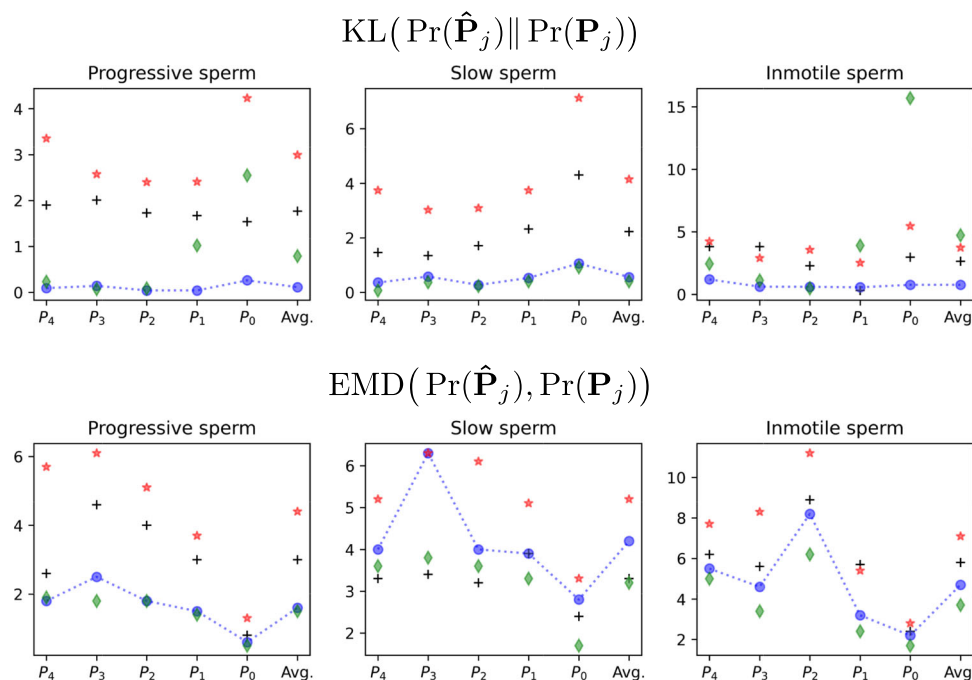 KL( Pr(P̂_j) ∥ Pr(P_j) )
Progressive sperm
Slow sperm
Inmotile sperm
4
3
2
1
0
P4 P3 P2 P1 P0 Avg.
6
4
2
0
P4 P3 P2 P1 P0 Avg.
15
10
5
0
P4 P3 P2 P1 P0 Avg
EMD( Pr(P̂_j), Pr(P_j) )
Progressive sperm
Slow sperm
Inmotile sperm
6
4
2
P4 P3 P2 P1 P0 Avg.
6
5
4
3
2
P4 P3 P2 P1 P0 Avg.
10
8
6
4
2
P4 P3 P2 P1 P0 Avg.